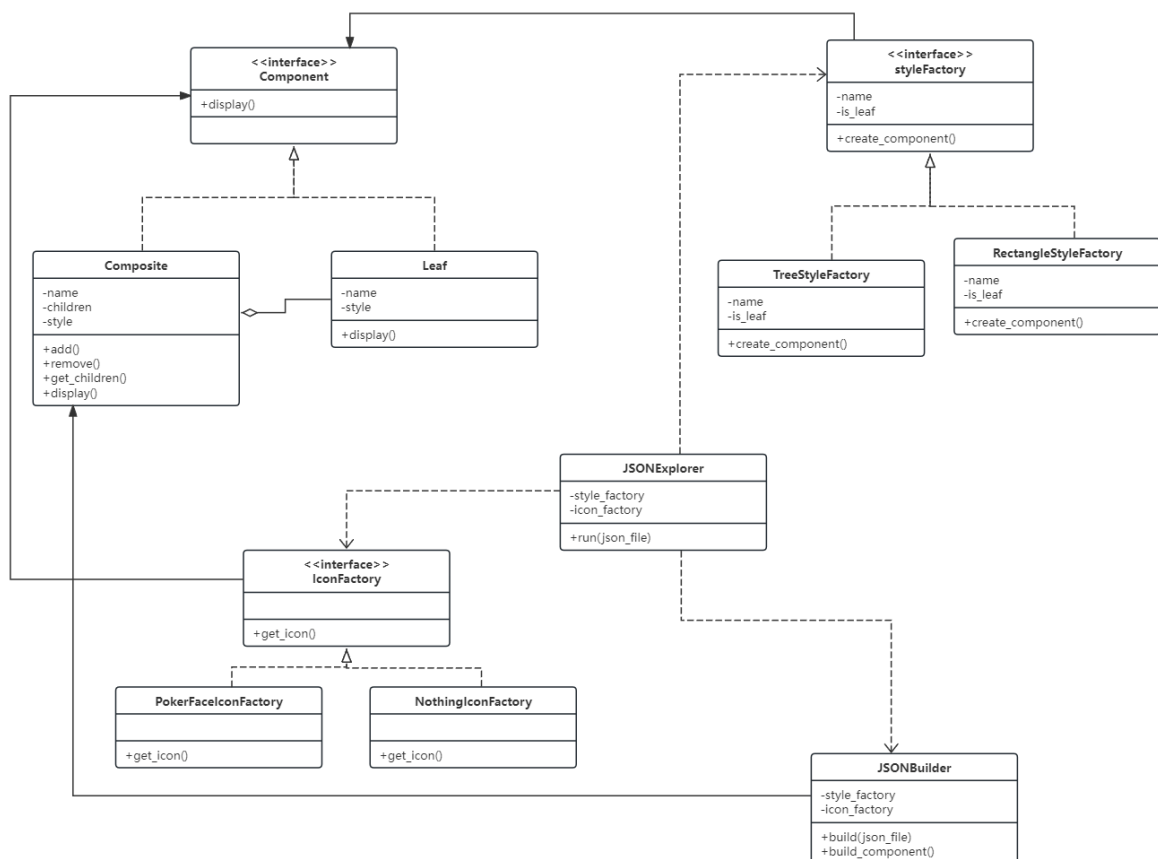 <<interface>>
Component
+display()
<<interface>>
styleFactory
-name
-is_leaf
+create_component()
Composite
-name
-children
-style
+add()
+remove()
+get_children()
+display()
Leaf
-name
-style
+display()
TreeStyleFactory
-name
-is_leaf
+create_component()
RectangleStyleFactory
-name
-is_leaf
+create_component()
JSONExplorer
-style_factory
-icon_factory
+run(json_file)
<<interface>>
IconFactory
+get_icon()
PokerFaceIconFactory
+get_icon()
NothingIconFactory
+get_icon()
JSONBuilder
-style_factory
-icon_factory
+build(json_file)
+build_component()